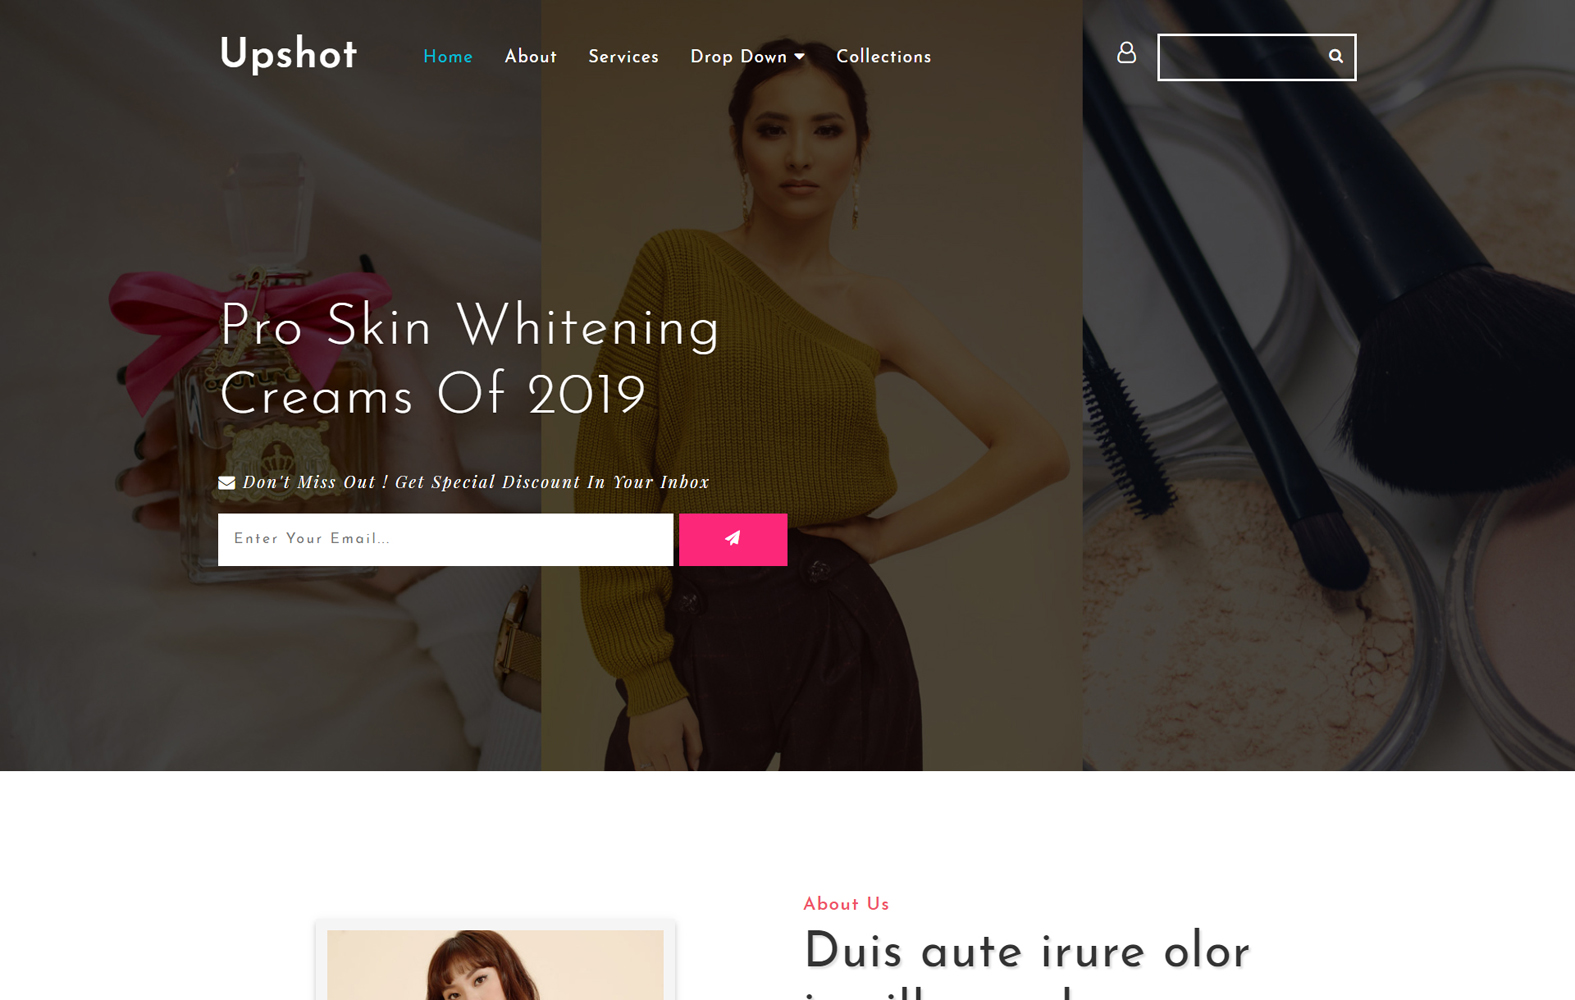 Upshot
Home About Services Drop Down Collections
Pro Skin Whitening
Creams Of 2019
Don't Miss Out ! Get Special Discount In Your Inbox
Enter Your Email...
About Us
Duis aute irure olor